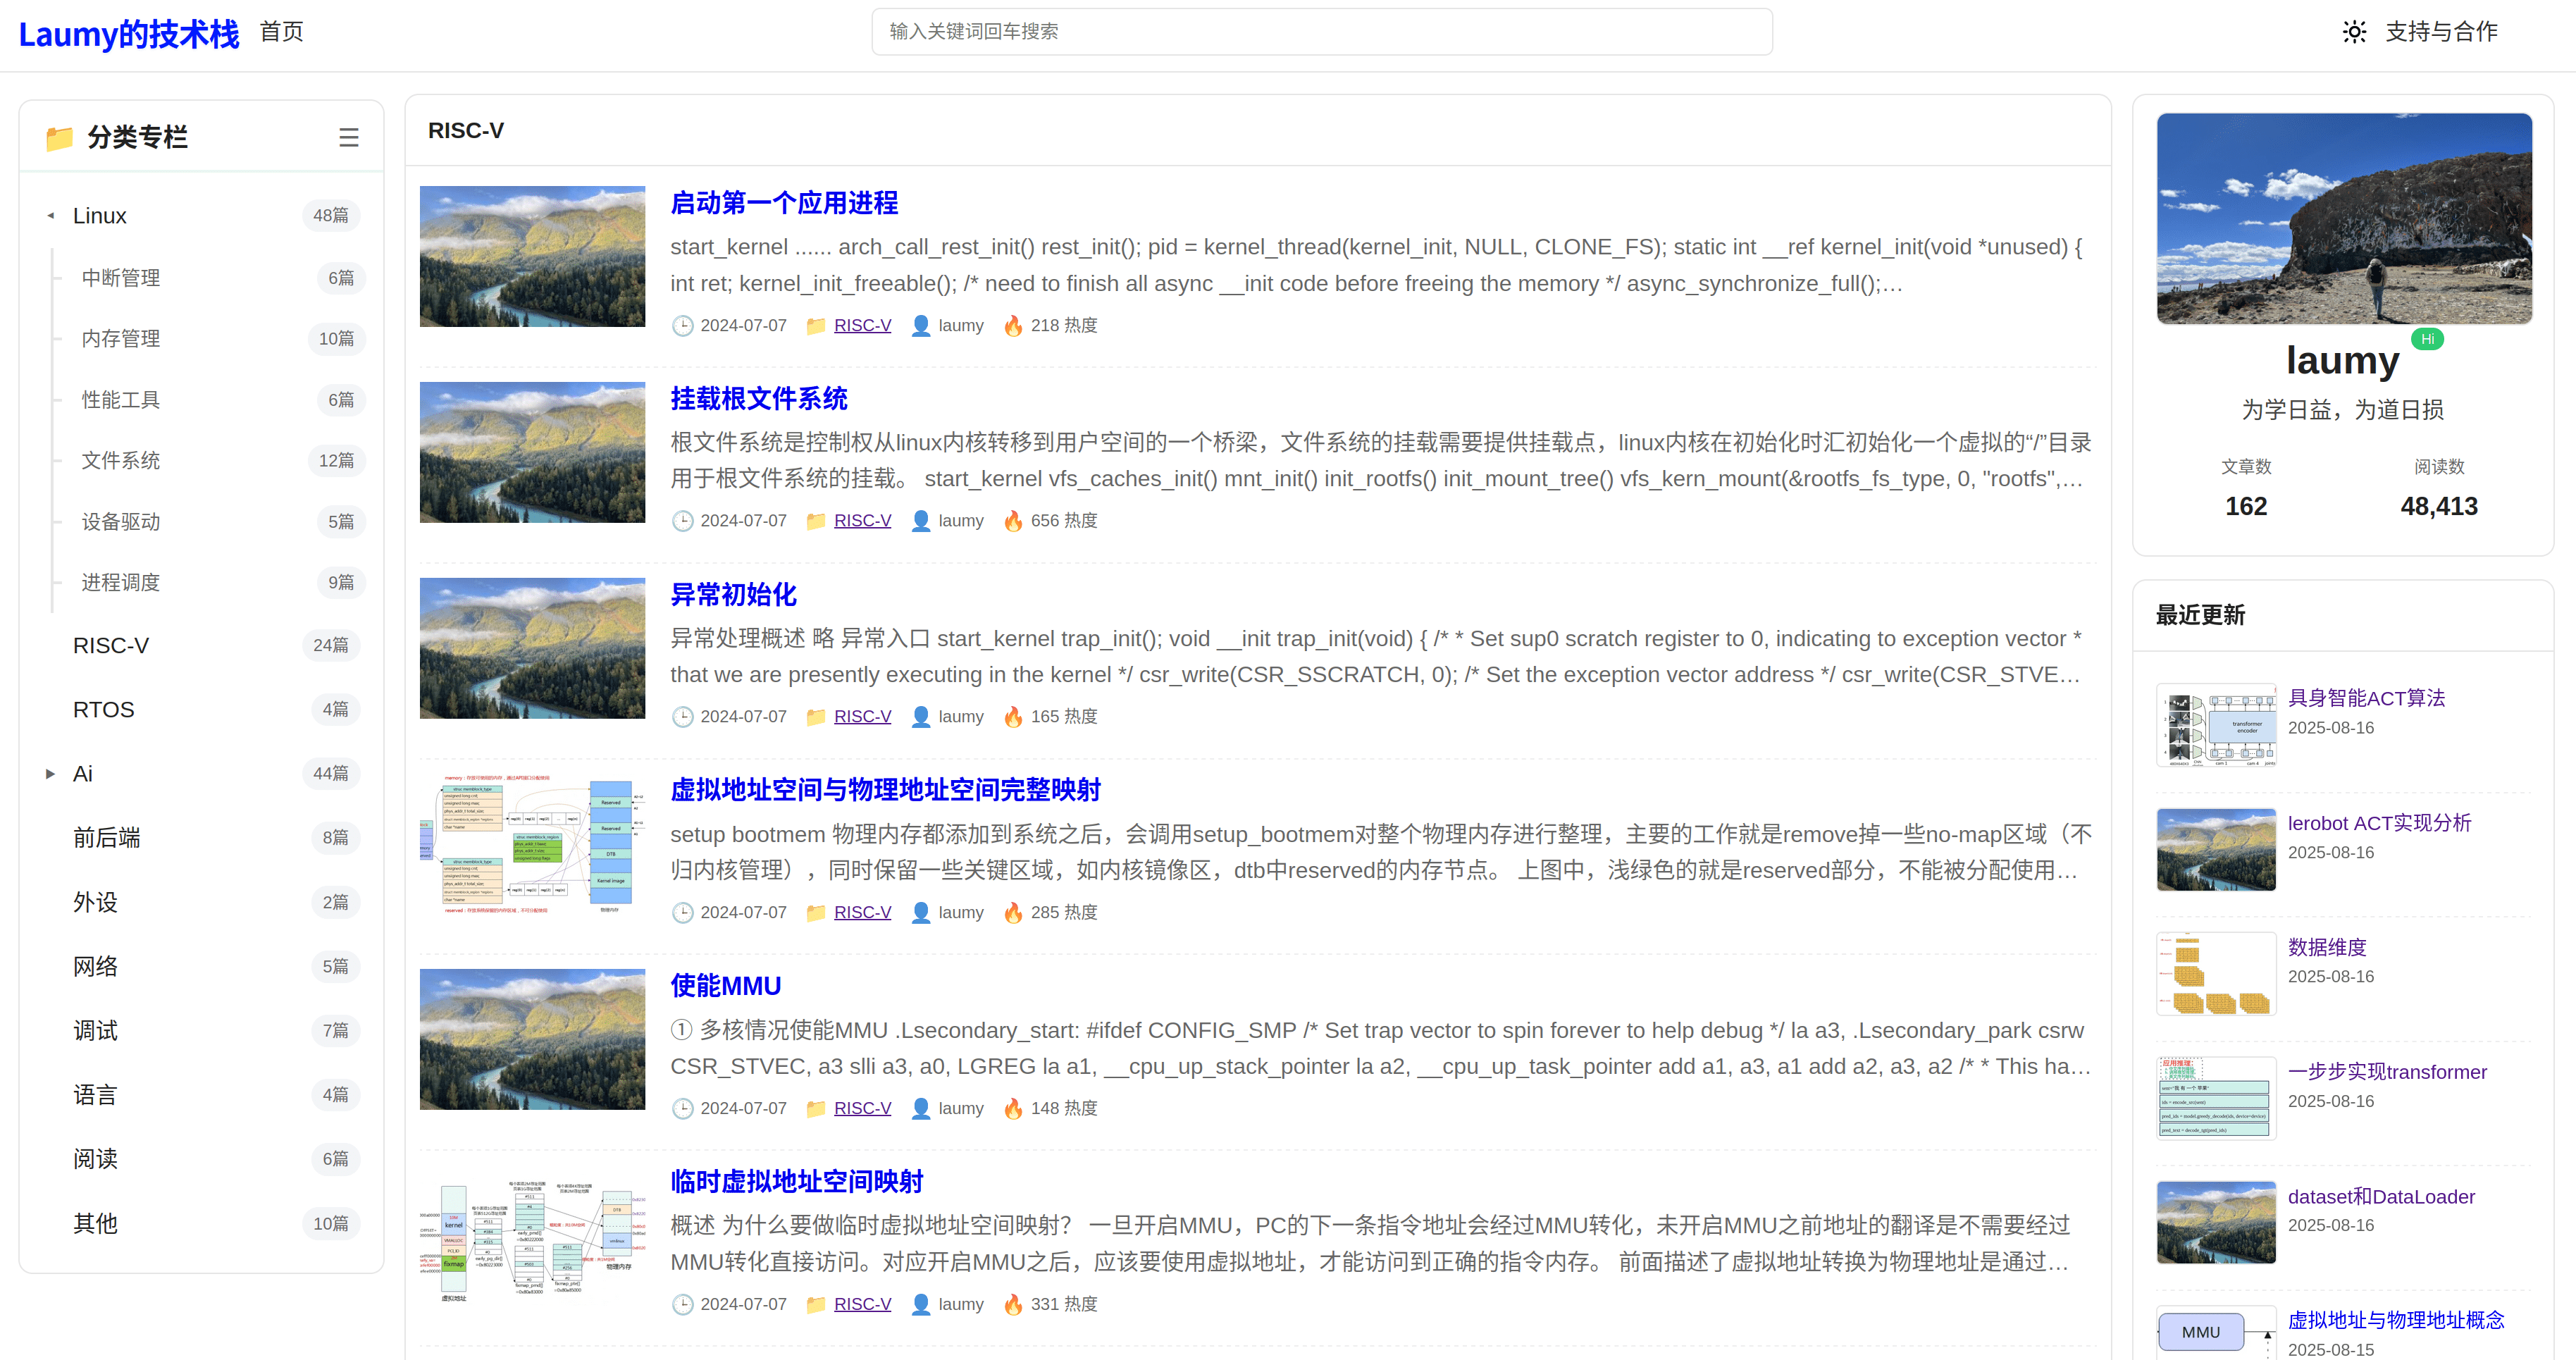 Laumy的技术栈
首页
输入关键词回车搜索
支持与合作
分类专栏
Linux 48篇
中断管理 6篇
内存管理 10篇
性能工具 6篇
文件系统 12篇
设备驱动 5篇
进程调度 9篇
RISC-V 24篇
RTOS 4篇
Ai 44篇
前后端 8篇
外设 2篇
网络 5篇
调试 7篇
语言 4篇
阅读 6篇
其他 10篇
RISC-V
启动第一个应用进程
start_kernel ...... arch_call_rest_init() rest_init(); pid = kernel_thread(kernel_init, NULL, CLONE_FS); static int __ref kernel_init(void *unused) {
int ret; kernel_init_freeable(); /* need to finish all async __init code before freeing the memory */ async_synchronize_full();…
2024-07-07 RISC-V laumy 218 热度
挂载根文件系统
根文件系统是控制权从linux内核转移到用户空间的一个桥梁，文件系统的挂载需要提供挂载点，linux内核在初始化时汇初始化一个虚拟的“/”目录
用于根文件系统的挂载。 start_kernel vfs_caches_init() mnt_init() init_rootfs() init_mount_tree() vfs_kern_mount(&rootfs_fs_type, 0, "rootfs",…
2024-07-07 RISC-V laumy 656 热度
异常初始化
异常处理概述 略 异常入口 start_kernel trap_init(); void __init trap_init(void) { /* * Set sup0 scratch register to 0, indicating to exception vector *
that we are presently executing in the kernel */ csr_write(CSR_SSCRATCH, 0); /* Set the exception vector address */ csr_write(CSR_STVE…
2024-07-07 RISC-V laumy 165 热度
虚拟地址空间与物理地址空间完整映射
setup bootmem 物理内存都添加到系统之后，会调用setup_bootmem对整个物理内存进行整理，主要的工作就是remove掉一些no-map区域（不
归内核管理），同时保留一些关键区域，如内核镜像区，dtb中reserved的内存节点。 上图中，浅绿色的就是reserved部分，不能被分配使用…
2024-07-07 RISC-V laumy 285 热度
使能MMU
① 多核情况使能MMU .Lsecondary_start: #ifdef CONFIG_SMP /* Set trap vector to spin forever to help debug */ la a3, .Lsecondary_park csrw
CSR_STVEC, a3 slli a3, a0, LGREG la a1, __cpu_up_stack_pointer la a2, __cpu_up_task_pointer add a1, a3, a1 add a2, a3, a2 /* * This ha…
2024-07-07 RISC-V laumy 148 热度
临时虚拟地址空间映射
概述 为什么要做临时虚拟地址空间映射？ 一旦开启MMU，PC的下一条指令地址会经过MMU转化，未开启MMU之前地址的翻译是不需要经过
MMU转化直接访问。对应开启MMU之后，应该要使用虚拟地址，才能访问到正确的指令内存。 前面描述了虚拟地址转换为物理地址是通过…
2024-07-07 RISC-V laumy 331 热度
Hi
laumy
为学日益，为道日损
文章数 阅读数
162 48,413
最近更新
具身智能ACT算法
2025-08-16
transformer
encoder
lerobot ACT实现分析
2025-08-16
数据维度
2025-08-16
一步步实现transformer
2025-08-16
dataset和DataLoader
2025-08-16
虚拟地址与物理地址概念
2025-08-15
MMU
Reserved
Reserved
DTB
Kernel Image
物理内存
kernel
fixmap
虚拟地址
物理内存